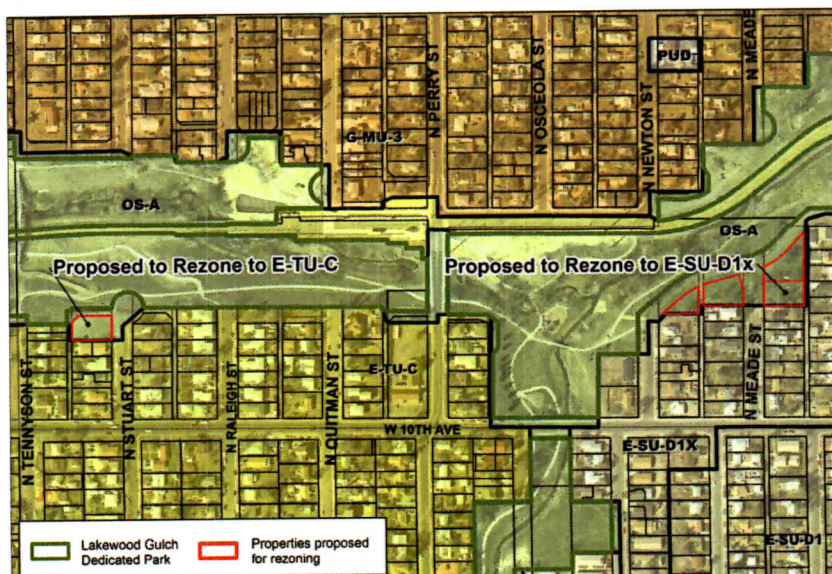 PUD
N MEADE
N OSCEOLA ST
N PERRY ST
N NEWTON ST
G-MU-3
OS-A
OS-A
Proposed to Rezone to E-TU-C
Proposed to Rezone to E-SU-D1x
N TENNYSON ST
N STUART ST
N RALEIGH ST
N QUITMAN ST
E-TU-C
N MEADE ST
W 10TH AVE
E-SU-D1X
E-SU-D1
Lakewood Gulch
Dedicated Park
Properties proposed
for rezoning